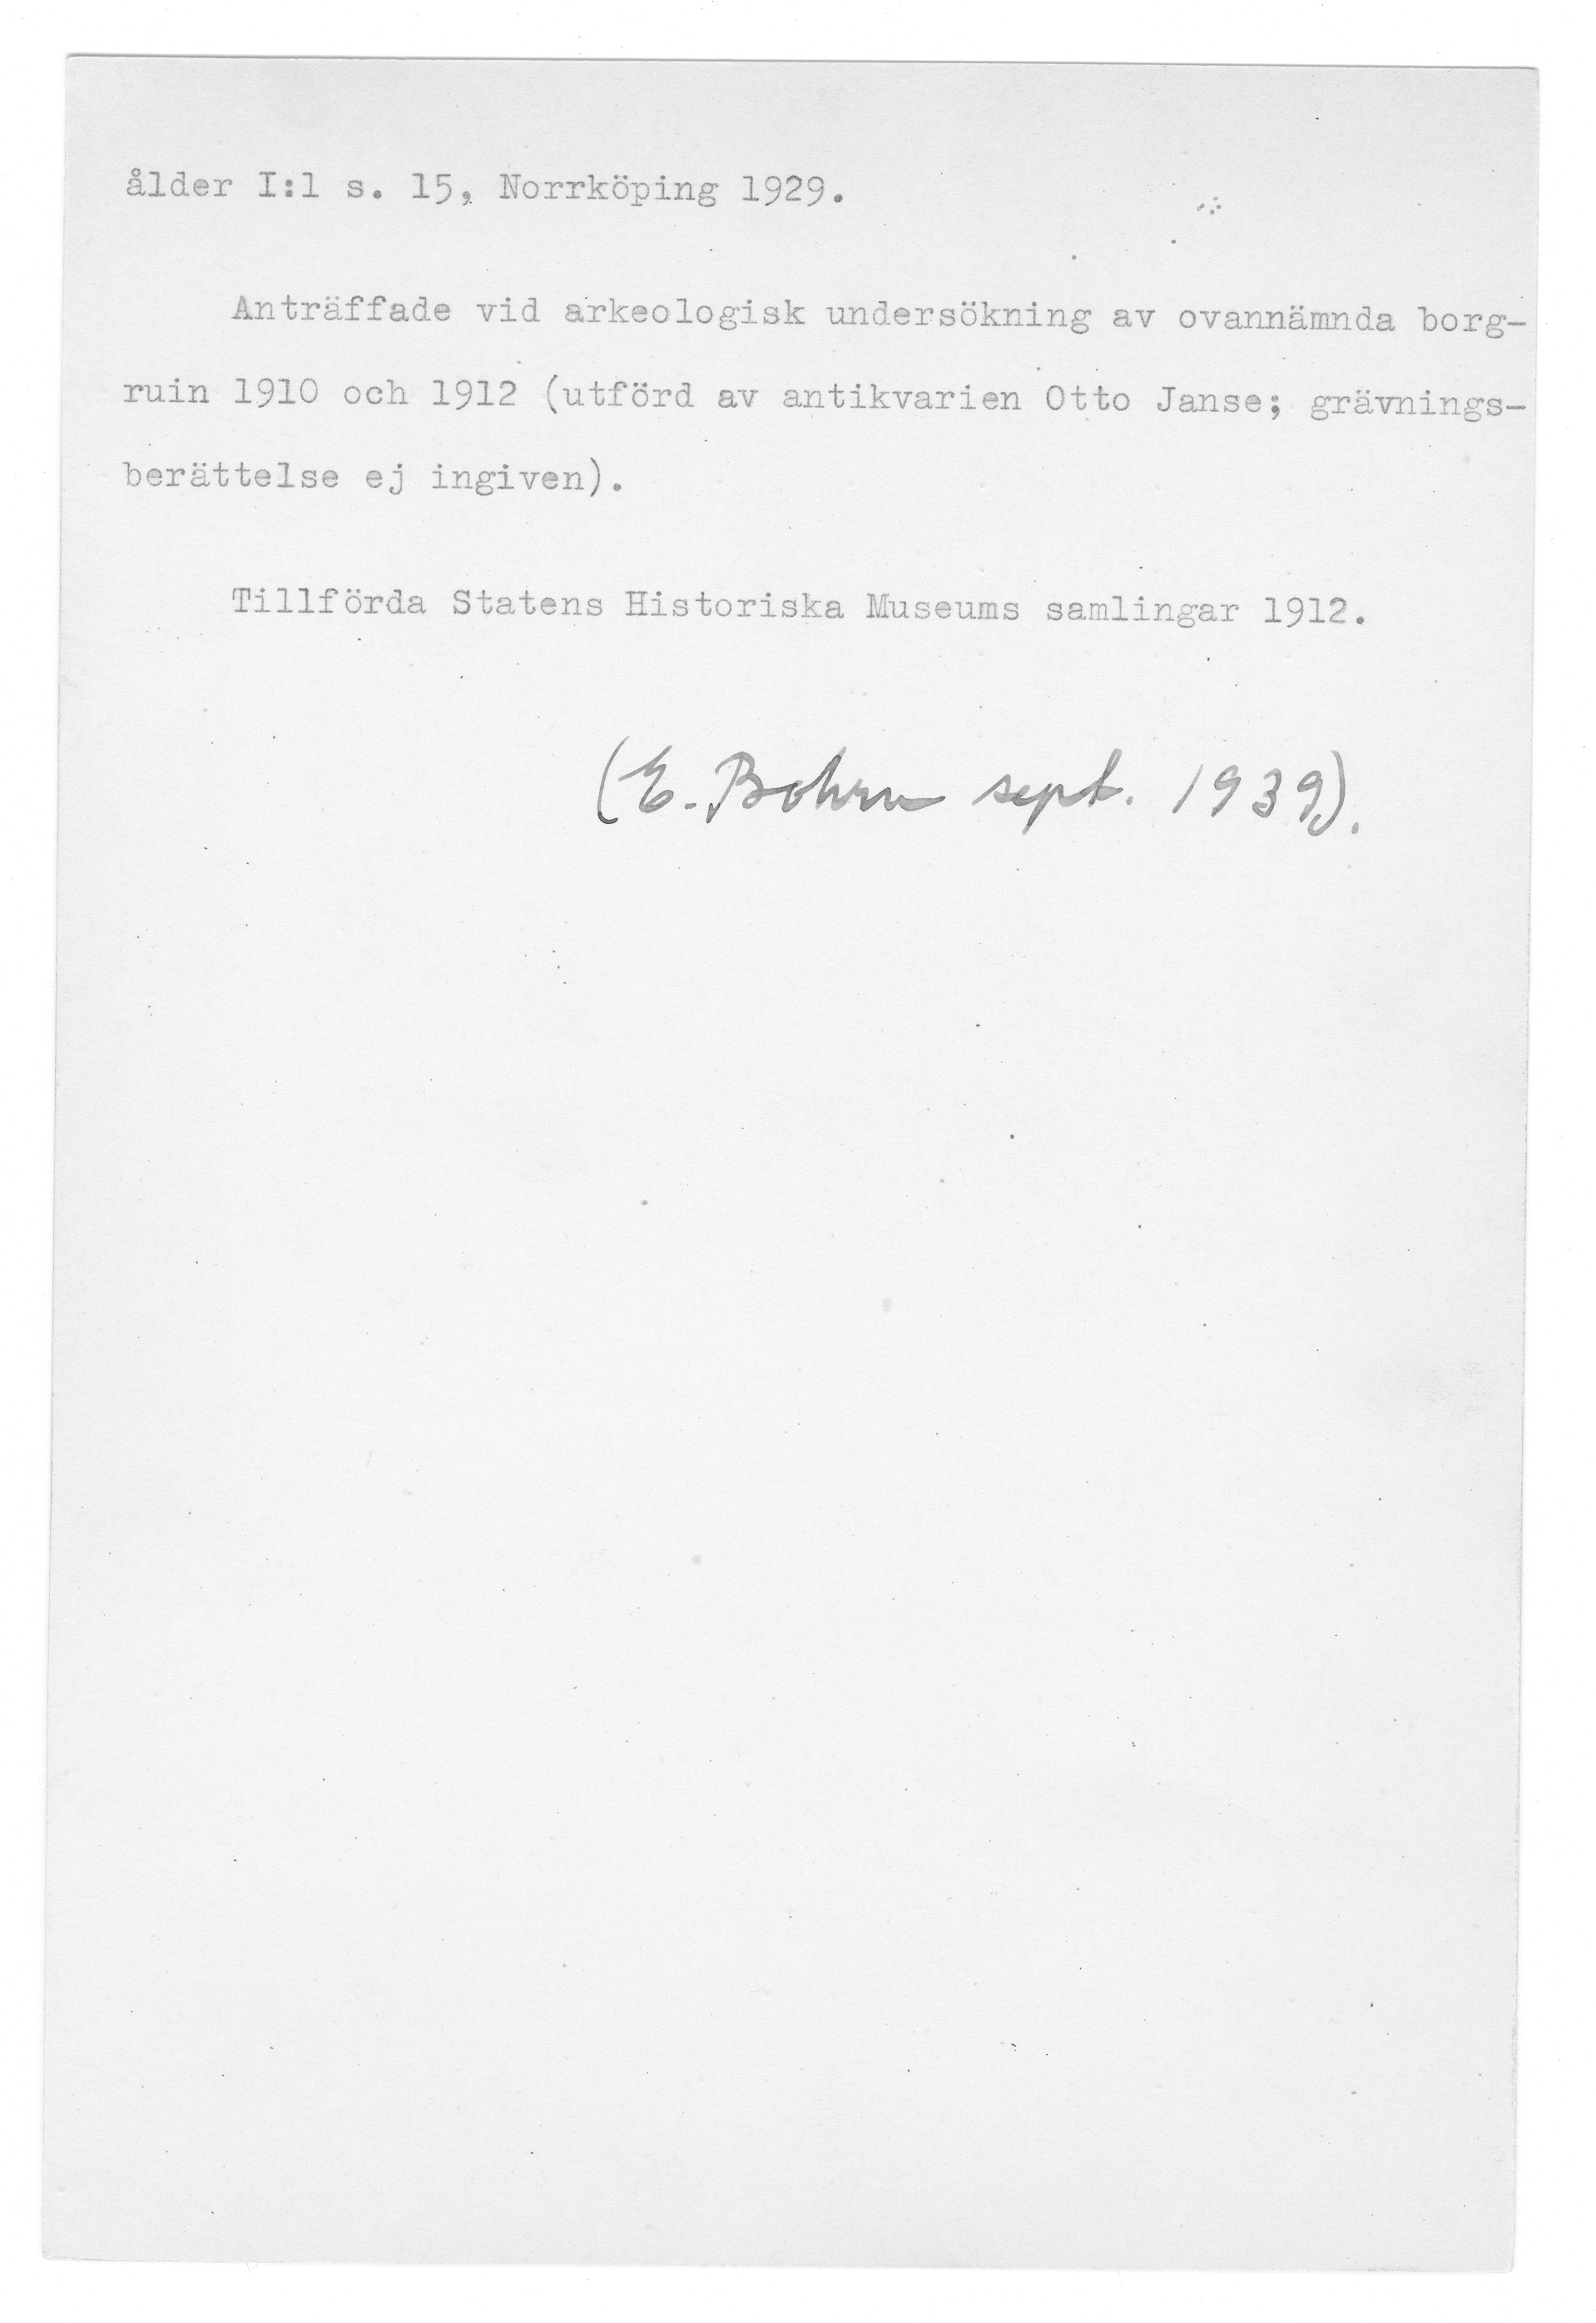 ålder I:1 s. 15, Norrköping 1929.
Anträffade vid arkeologisk undersökning av ovannämnda borg-
ruin 1910 och 1912 (utförd av antikvarien Otto Janse; grävnings-
berättelse ej ingiven).
Tillförda Statens Historiska Museums samlingar 1912.
(E. Bohrn sept. 1939).